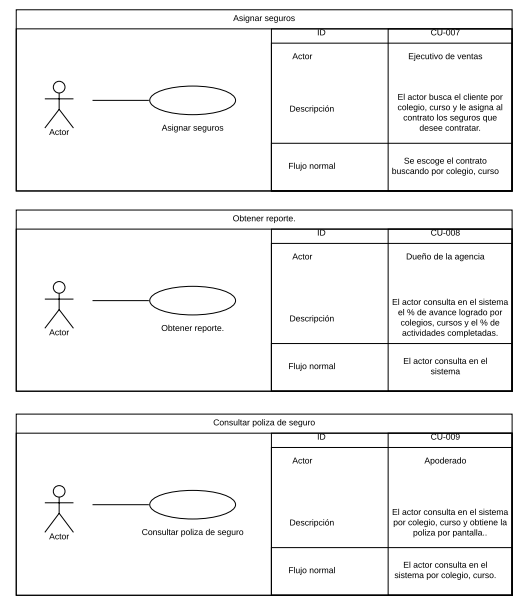 Asignar seguros
ID
CU-007
Actor
Ejecutivo de ventas
Descripción
El actor busca el cliente por
colegio, curso y le asigna al
contrato los seguros que
desee contratar.
Flujo normal
Se escoge el contrato
buscando por colegio, curso
Actor
Asignar seguros
Obtener reporte.
ID
CU-008
Actor
Dueño de la agencia
Descripción
El actor consulta en el sistema
el % de avance logrado por
colegios, cursos y el % de
actividades completadas.
Flujo normal
El actor consulta en el
sistema
Actor
Obtener reporte.
Consultar poliza de seguro
ID
CU-009
Actor
Apoderado
Descripción
El actor consulta en el sistema
por colegio, curso y obtiene la
poliza por pantalla..
Flujo normal
El actor consulta en el
sistema por colegio, curso.
Actor
Consultar poliza de seguro